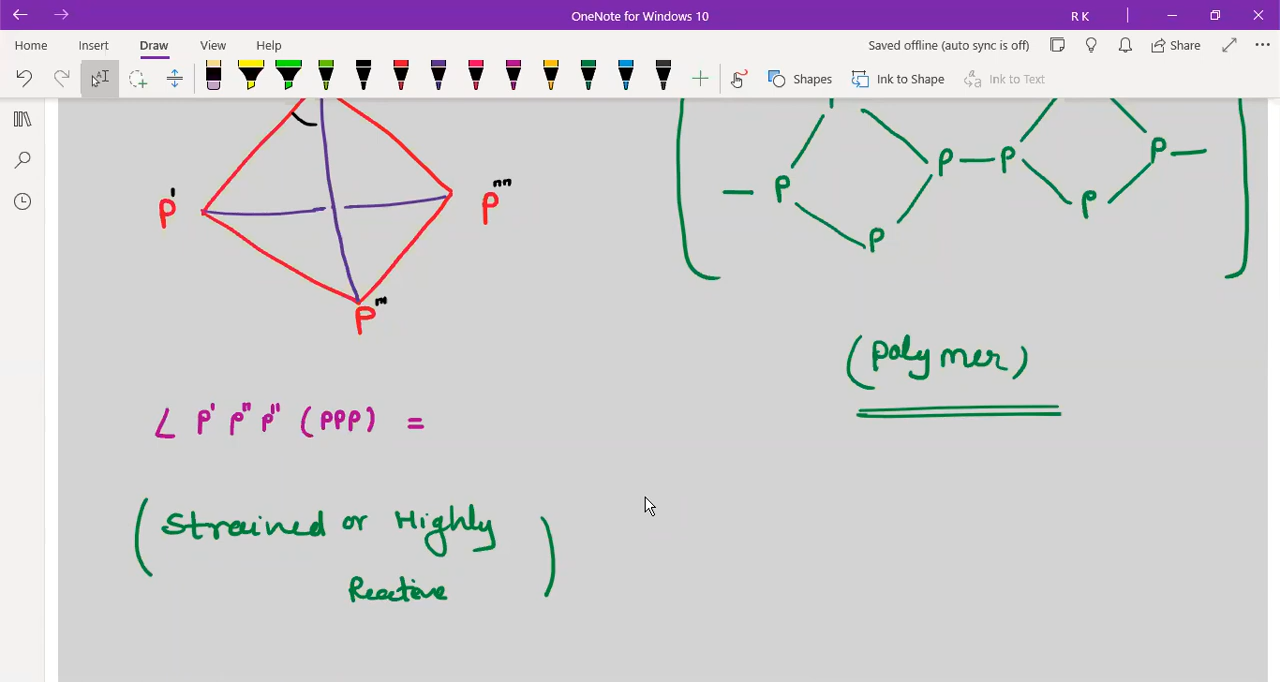 OneNote for Windows 10
R K
Home Insert Draw View Help
Saved offline (auto sync is off)
Share
Shapes
Ink to Shape
Ink to Text
P'
P""
P"'
P
P
P
P
P
P
(Polymer)
∠ P' P" P" (PPP) =
(Strained or Highly
Reactive)